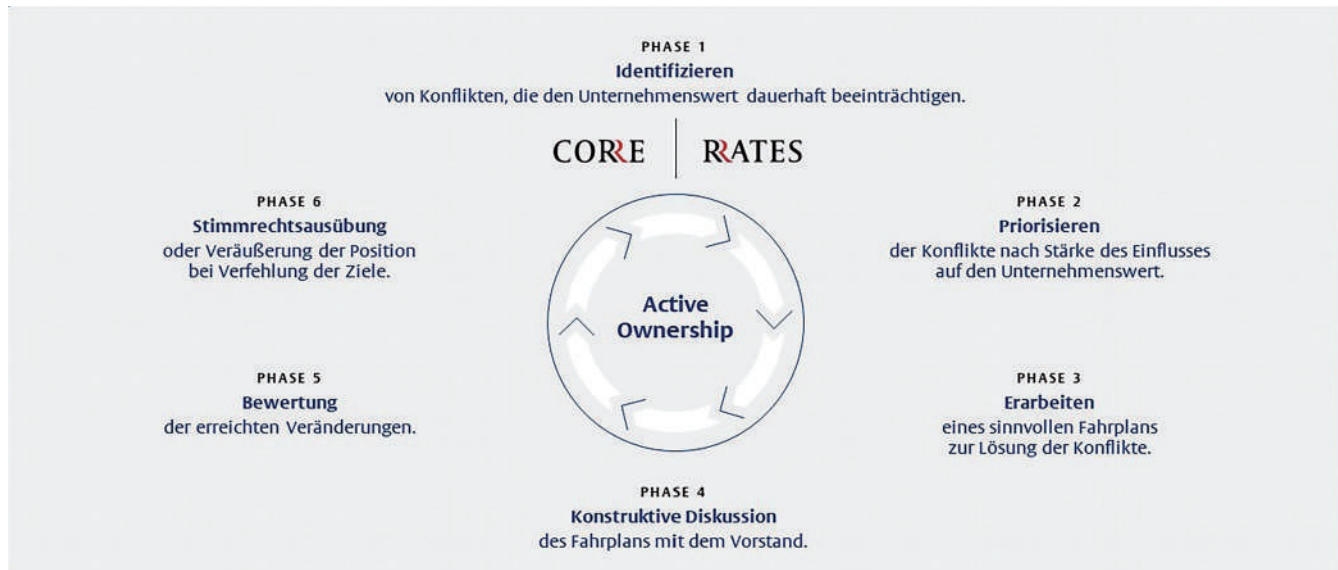 PHASE 1
Identifizieren
von Konflikten, die den Unternehmenswert dauerhaft beeinträchtigen.
CORRE | RRATES
PHASE 2
Priorisieren
der Konflikte nach Stärke des Einflusses
auf den Unternehmenswert.
PHASE 3
Erarbeiten
eines sinnvollen Fahrplans
zur Lösung der Konflikte.
PHASE 4
Konstruktive Diskussion
des Fahrplans mit dem Vorstand.
PHASE 5
Bewertung
der erreichten Veränderungen.
PHASE 6
Stimmrechtsausübung
oder Veräußerung der Position
bei Verfehlung der Ziele.
Active
Ownership